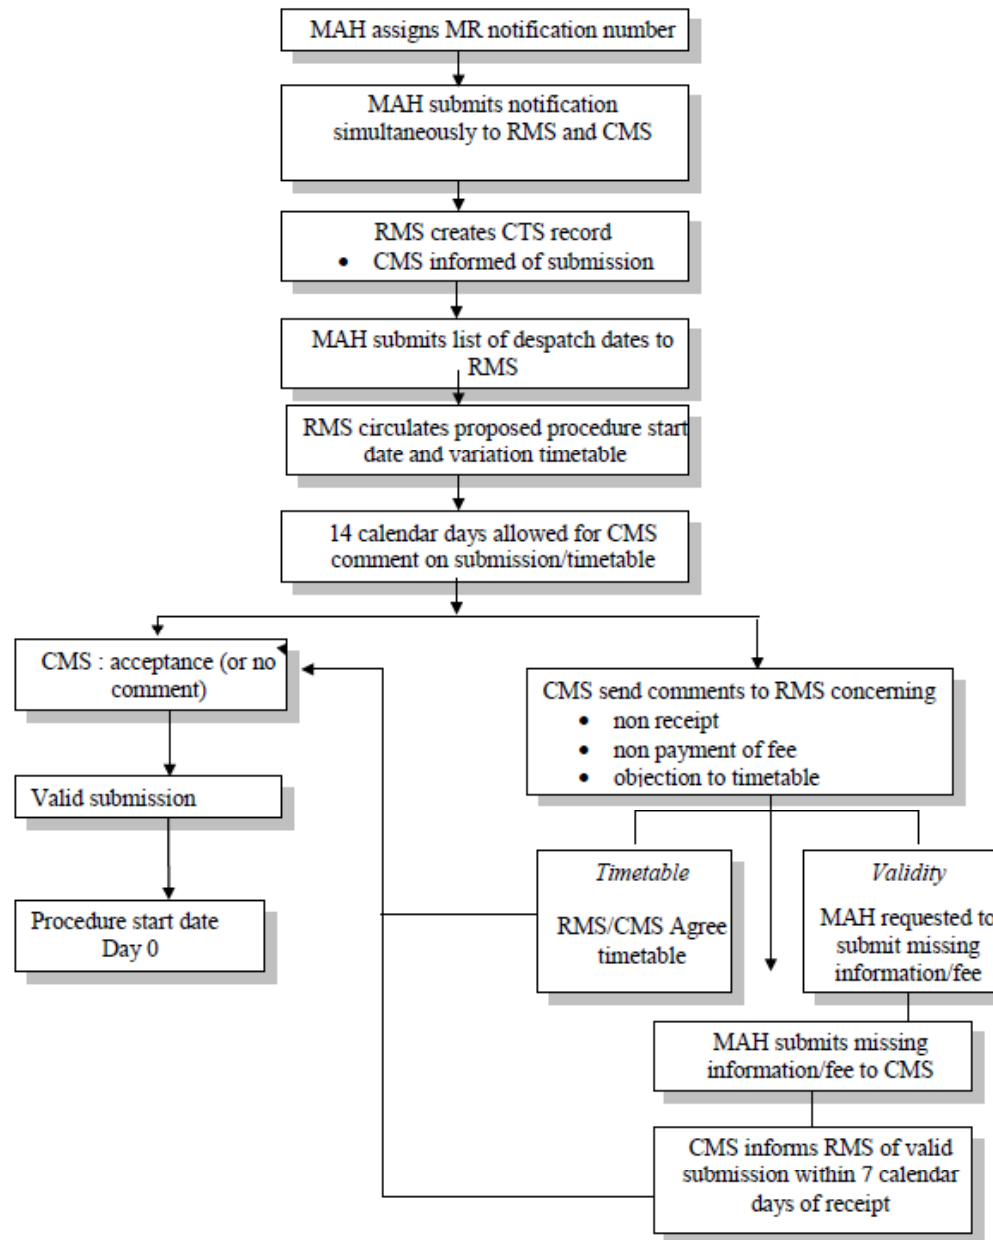 MAH assigns MR notification number
MAH submits notification
simultaneously to RMS and CMS
RMS creates CTS record
• CMS informed of submission
MAH submits list of despatch dates to
RMS
RMS circulates proposed procedure start
date and variation timetable
14 calendar days allowed for CMS
comment on submission/timetable
CMS : acceptance (or no
comment)
Valid submission
Procedure start date
Day 0
CMS send comments to RMS concerning
• non receipt
• non payment of fee
• objection to timetable
Timetable
RMS/CMS Agree
timetable
Validity
MAH requested to
submit missing
information/fee
MAH submits missing
information/fee to CMS
CMS informs RMS of valid
submission within 7 calendar
days of receipt